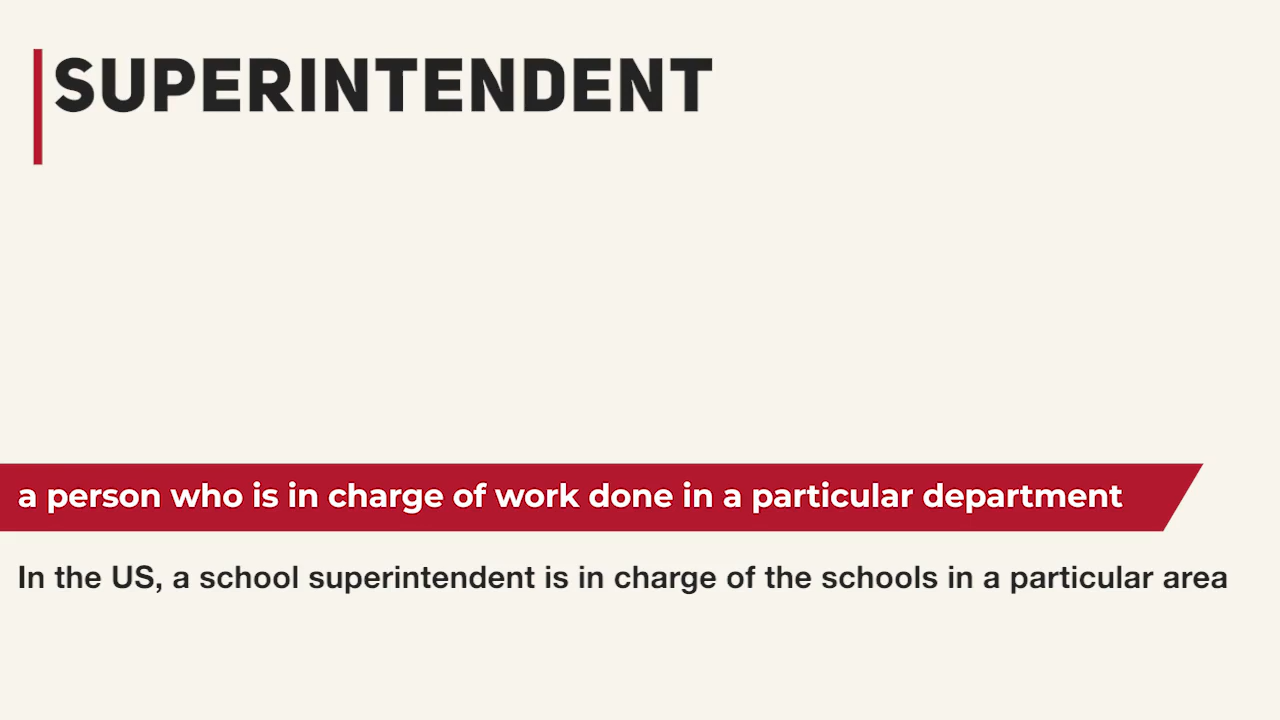 SUPERINTENDENT
a person who is in charge of work done in a particular department
In the US, a school superintendent is in charge of the schools in a particular area